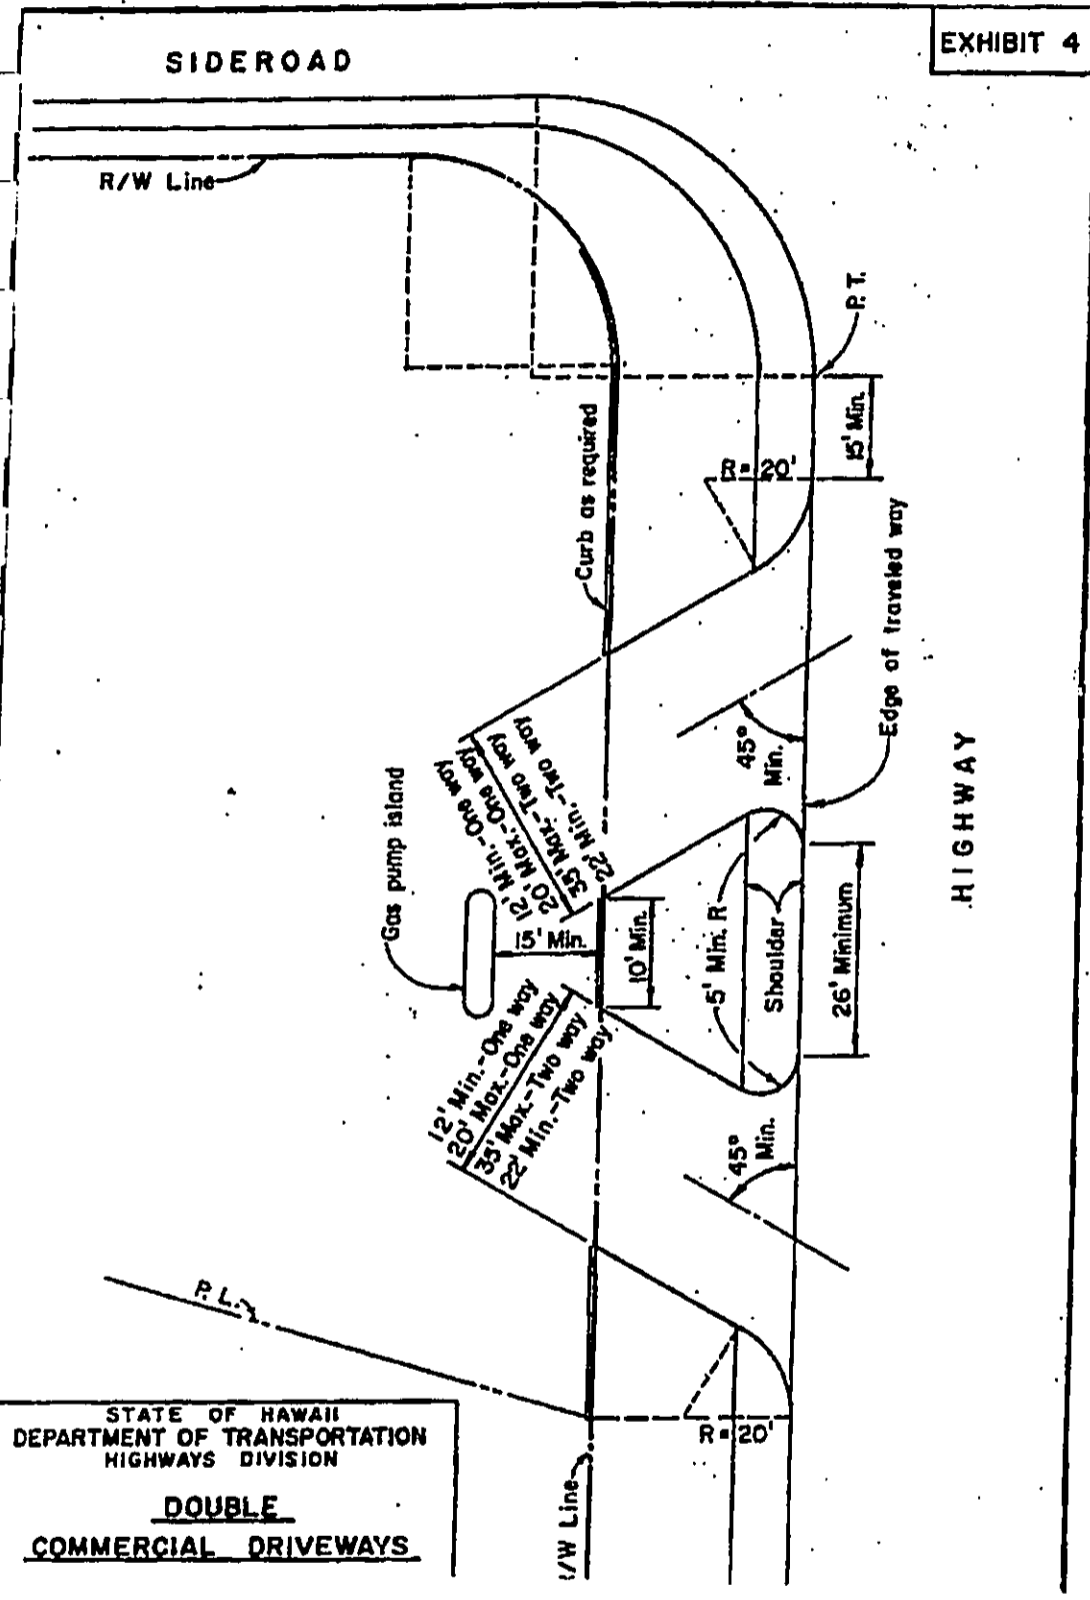 EXHIBIT 4
SIDEROAD
R/W Line
P.T.
15' Min.
R = 20'
Curb as required
Edge of traveled way
45°
Min.
HIGHWAY
12' Min.-One way
20' Max.-One way
35' Max.-Two way
22' Min.-Two way
Gas pump island
15' Min.
10' Min.
5' Min. R
Shoulder
26' Minimum
12' Min.-One way
20' Max.-One way
35' Max.-Two way
22' Min.-Two way
45°
Min.
P. L.
R = 20'
/W Line
STATE OF HAWAII
DEPARTMENT OF TRANSPORTATION
HIGHWAYS DIVISION
DOUBLE
COMMERCIAL DRIVEWAYS